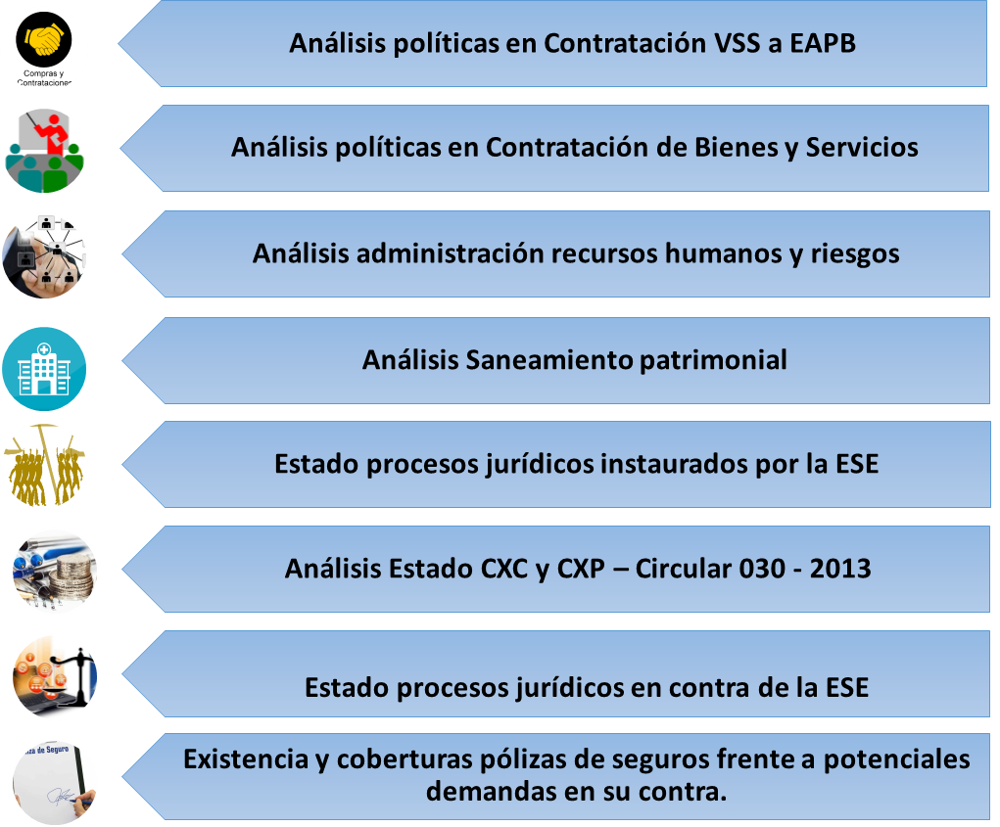 Compras y
Contrataciones
Análisis políticas en Contratación VSS a EAPB
Análisis políticas en Contratación de Bienes y Servicios
Análisis administración recursos humanos y riesgos
Análisis Saneamiento patrimonial
Estado procesos jurídicos instaurados por la ESE
Análisis Estado CXC y CXP – Circular 030 - 2013
Estado procesos jurídicos en contra de la ESE
za de Seguro
Existencia y coberturas pólizas de seguros frente a potenciales
demandas en su contra.